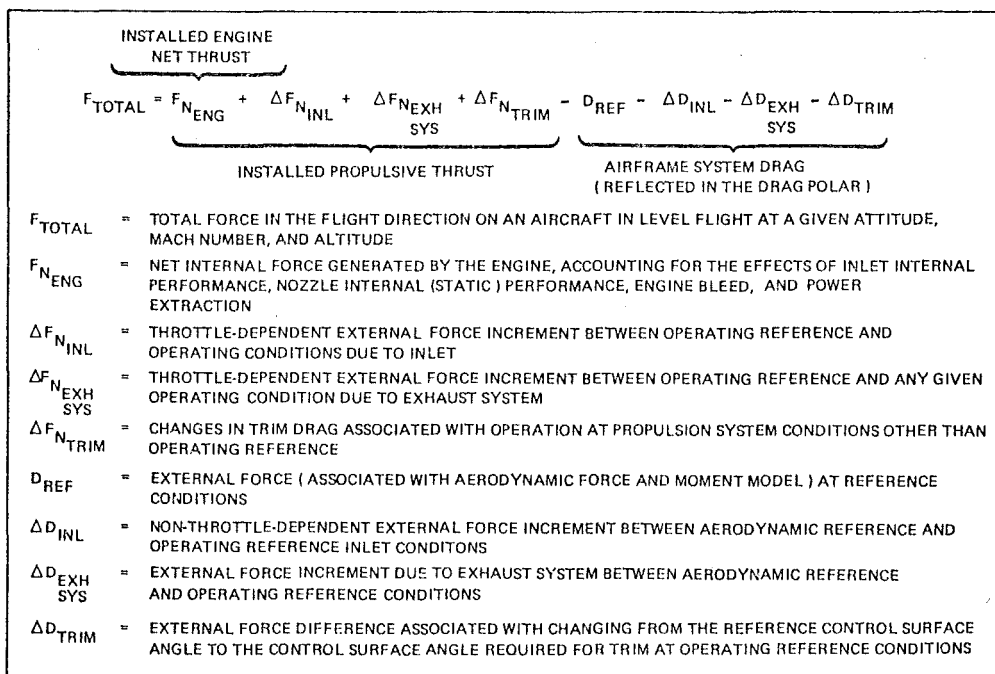 INSTALLED ENGINE
NET THRUST
F_TOTAL = F_N_ENG + ΔF_N_INL + ΔF_N_EXH SYS + ΔF_N_TRIM – D_REF – ΔD_INL – ΔD_EXH SYS – ΔD_TRIM
INSTALLED PROPULSIVE THRUST
AIRFRAME SYSTEM DRAG
(REFLECTED IN THE DRAG POLAR)
F_TOTAL = TOTAL FORCE IN THE FLIGHT DIRECTION ON AN AIRCRAFT IN LEVEL FLIGHT AT A GIVEN ATTITUDE,
MACH NUMBER, AND ALTITUDE
F_N_ENG = NET INTERNAL FORCE GENERATED BY THE ENGINE, ACCOUNTING FOR THE EFFECTS OF INLET INTERNAL
PERFORMANCE, NOZZLE INTERNAL (STATIC) PERFORMANCE, ENGINE BLEED, AND POWER
EXTRACTION
ΔF_N_INL = THROTTLE-DEPENDENT EXTERNAL FORCE INCREMENT BETWEEN OPERATING REFERENCE AND
OPERATING CONDITIONS DUE TO INLET
ΔF_N_EXH SYS = THROTTLE-DEPENDENT EXTERNAL FORCE INCREMENT BETWEEN OPERATING REFERENCE AND ANY GIVEN
OPERATING CONDITION DUE TO EXHAUST SYSTEM
ΔF_N_TRIM = CHANGES IN TRIM DRAG ASSOCIATED WITH OPERATION AT PROPULSION SYSTEM CONDITIONS OTHER THAN
OPERATING REFERENCE
D_REF = EXTERNAL FORCE (ASSOCIATED WITH AERODYNAMIC FORCE AND MOMENT MODEL) AT REFERENCE
CONDITIONS
ΔD_INL = NON-THROTTLE-DEPENDENT EXTERNAL FORCE INCREMENT BETWEEN AERODYNAMIC REFERENCE AND
OPERATING REFERENCE INLET CONDITONS
ΔD_EXH SYS = EXTERNAL FORCE INCREMENT DUE TO EXHAUST SYSTEM BETWEEN AERODYNAMIC REFERENCE
AND OPERATING REFERENCE CONDITIONS
ΔD_TRIM = EXTERNAL FORCE DIFFERENCE ASSOCIATED WITH CHANGING FROM THE REFERENCE CONTROL SURFACE
ANGLE TO THE CONTROL SURFACE ANGLE REQUIRED FOR TRIM AT OPERATING REFERENCE CONDITIONS